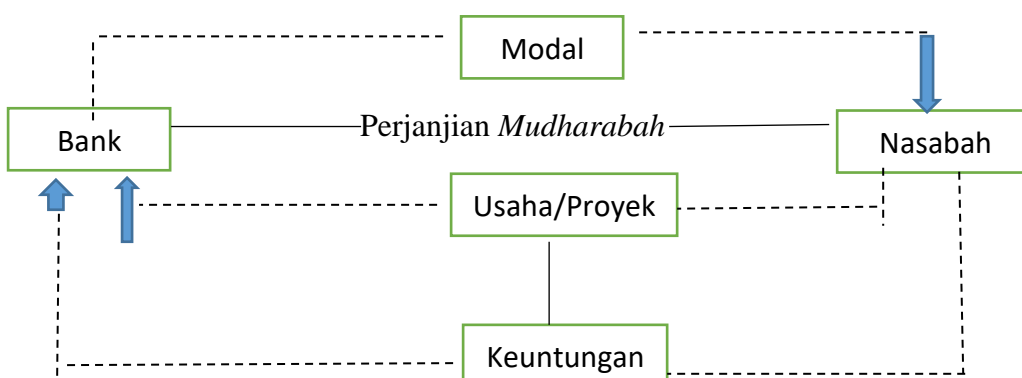 Modal
Bank
Perjanjian Mudharabah
Nasabah
Usaha/Proyek
Keuntungan